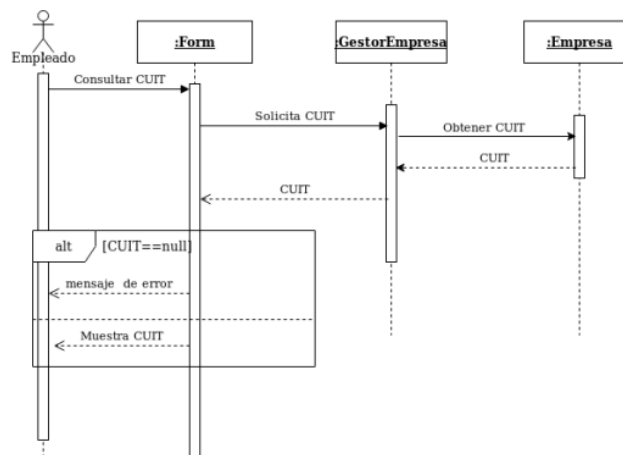 :Form
:GestorEmpresa
:Empresa
Empleado
Consultar CUIT
Solicita CUIT
Obtener CUIT
CUIT
CUIT
alt
[CUIT==null]
mensaje de error
Muestra CUIT